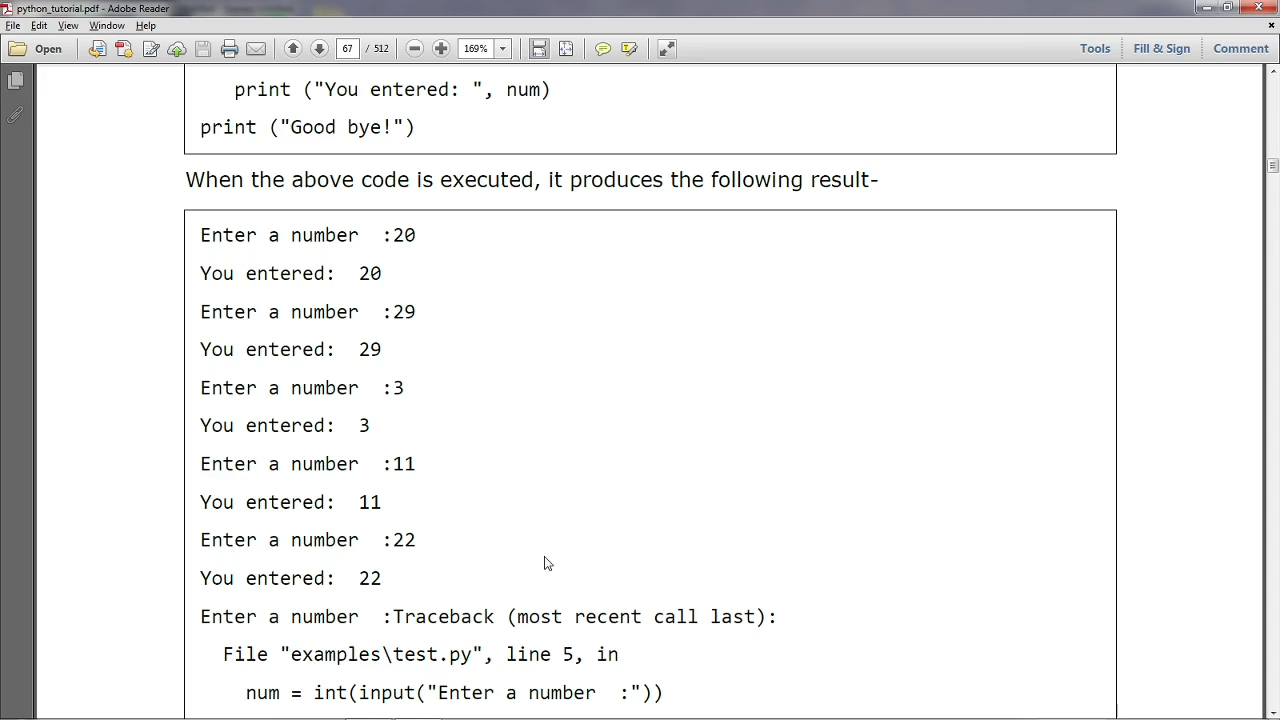 python_tutorial.pdf - Adobe Reader
File Edit View Window Help
Open 67 / 512 169% Tools Fill & Sign Comment
print ("You entered: ", num)
print ("Good bye!")
When the above code is executed, it produces the following result-
Enter a number  :20
You entered:  20
Enter a number  :29
You entered:  29
Enter a number  :3
You entered:  3
Enter a number  :11
You entered:  11
Enter a number  :22
You entered:  22
Enter a number  :Traceback (most recent call last):
File "examples\test.py", line 5, in
num = int(input("Enter a number  :"))